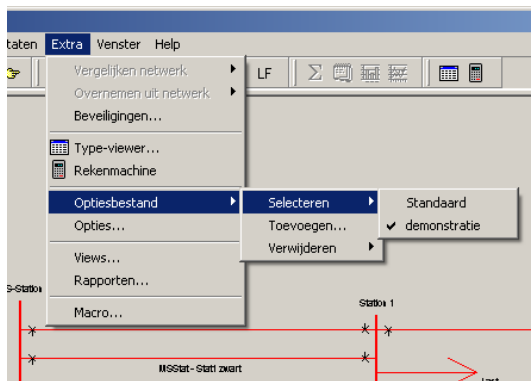 taten Extra Venster Help
Vergelijken netwerk LF
Overnemen uit netwerk
Beveiligingen...
Type-viewer...
Rekenmachine
Optiesbestand Selecteren Standaard
Opties... Toevoegen... demonstratie
Verwijderen
Views...
Rapporten...
S-Station
Station 1
Macro...
MSStat - Stat1 zwart